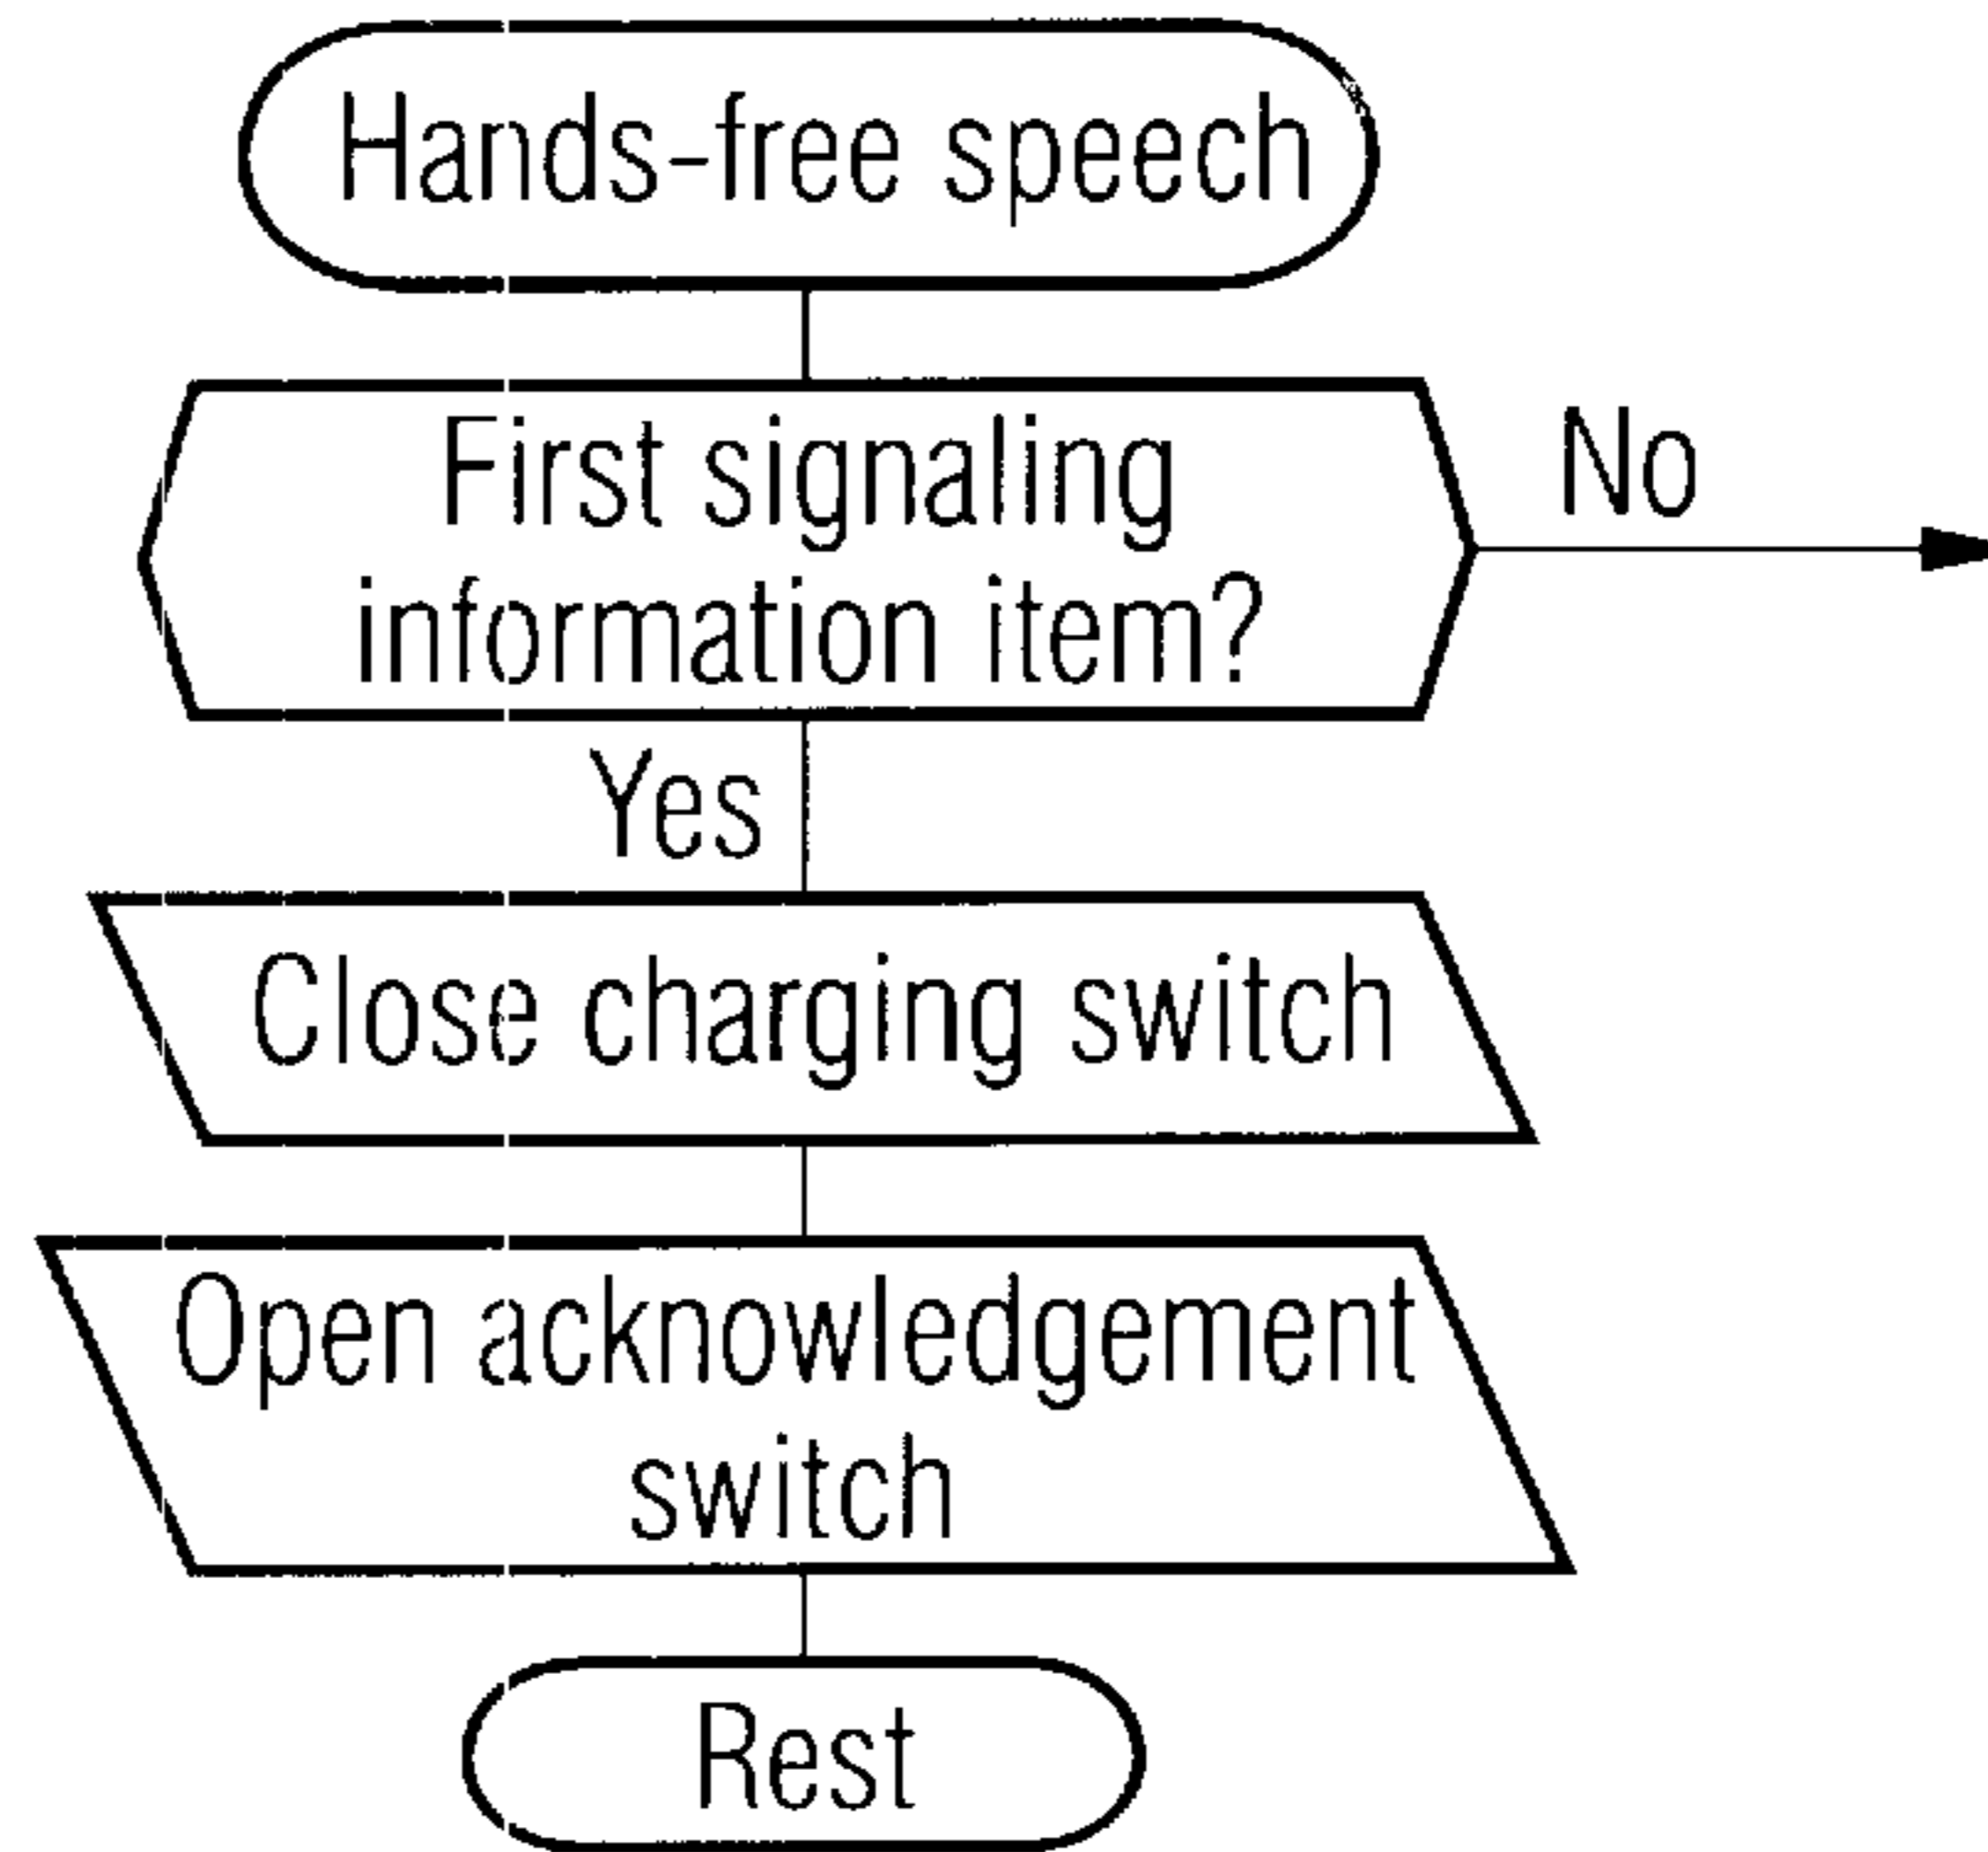 Hands-free speech
First signaling
No
information item?
Yes
Close charging switch
Open acknowledgement
switch
Rest